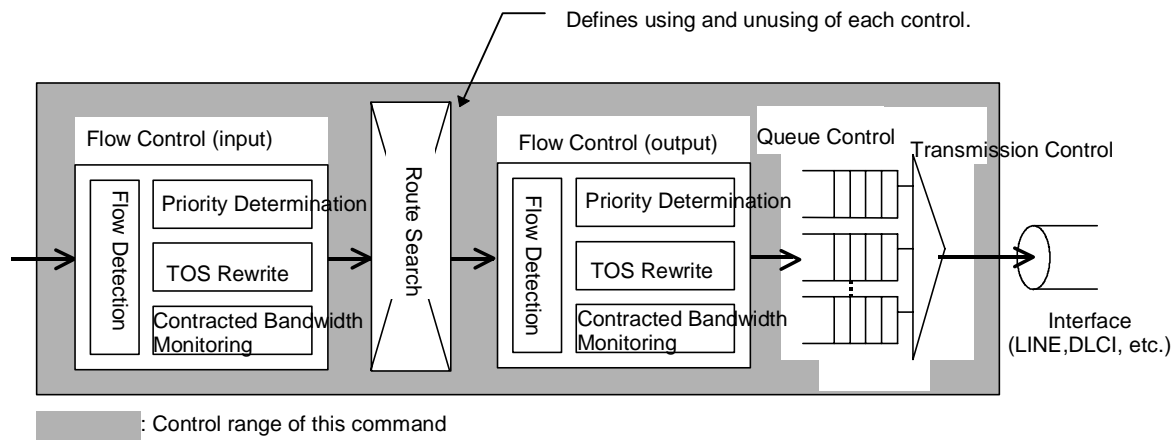 Defines using and unusing of each control.
Flow Control (input)
Flow Detection
Priority Determination
TOS Rewrite
Contracted Bandwidth
Monitoring
Route Search
Flow Control (output)
Flow Detection
Priority Determination
TOS Rewrite
Contracted Bandwidth
Monitoring
Queue Control
Transmission Control
Interface
(LINE,DLCI, etc.)
: Control range of this command